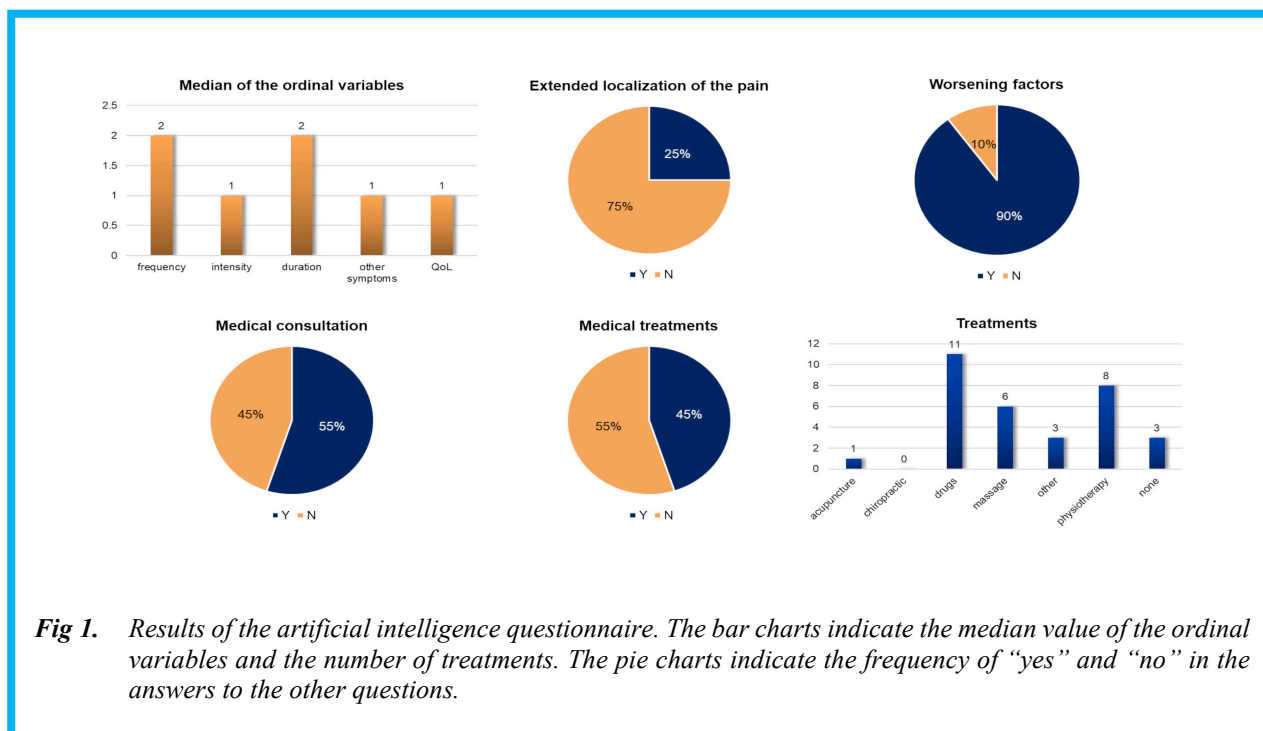 Median of the ordinal variables
2.5
2
1.5
1
0.5
0
2
1
2
1
1
frequency
intensity
duration
other
symptoms
QoL
Extended localization of the pain
25%
75%
Y N
Worsening factors
10%
90%
Y N
Medical consultation
45%
55%
Y N
Medical treatments
55%
45%
Y N
Treatments
12
10
8
6
4
2
0
1
0
11
6
3
8
3
acupuncture
chiropractic
drugs
massage
other
physiotherapy
none
Fig 1. Results of the artificial intelligence questionnaire. The bar charts indicate the median value of the ordinal
variables and the number of treatments. The pie charts indicate the frequency of “yes” and “no” in the
answers to the other questions.